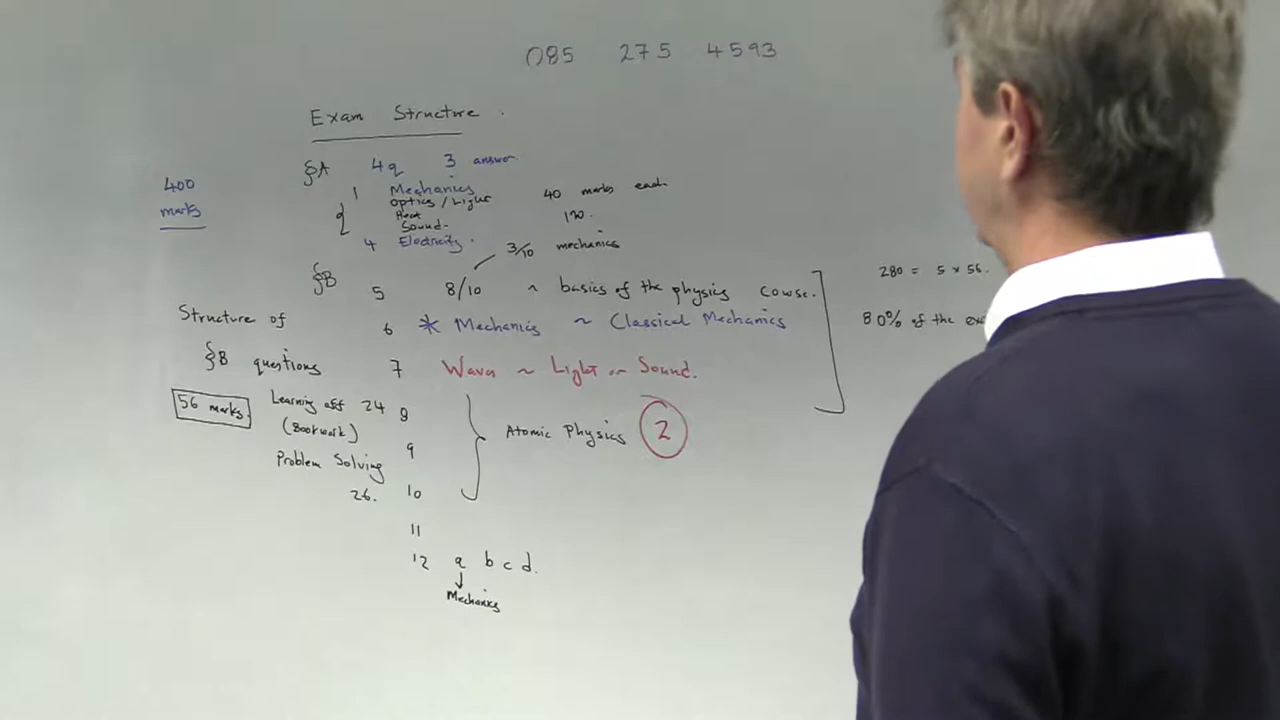 085 275 4593
Exam Structure.
§A 4q 3 answer
400
marks
1 Mechanics
Optics / Light
Heat
Sound
4 Electricity.
40 marks each
120.
3/10 mechanics
§B
5 8/10 ~ basics of the physics course.
6 * Mechanics ~ Classical Mechanics
7 Waves ~ Light or Sound.
280 = 5 x 56.
80% of the
Structure of
§B questions
56 marks.
Learning off 24
(Bookwork)
Problem Solving
26.
8
9
10
Atomic Physics 2
11
12 a b c d.
Mechanics